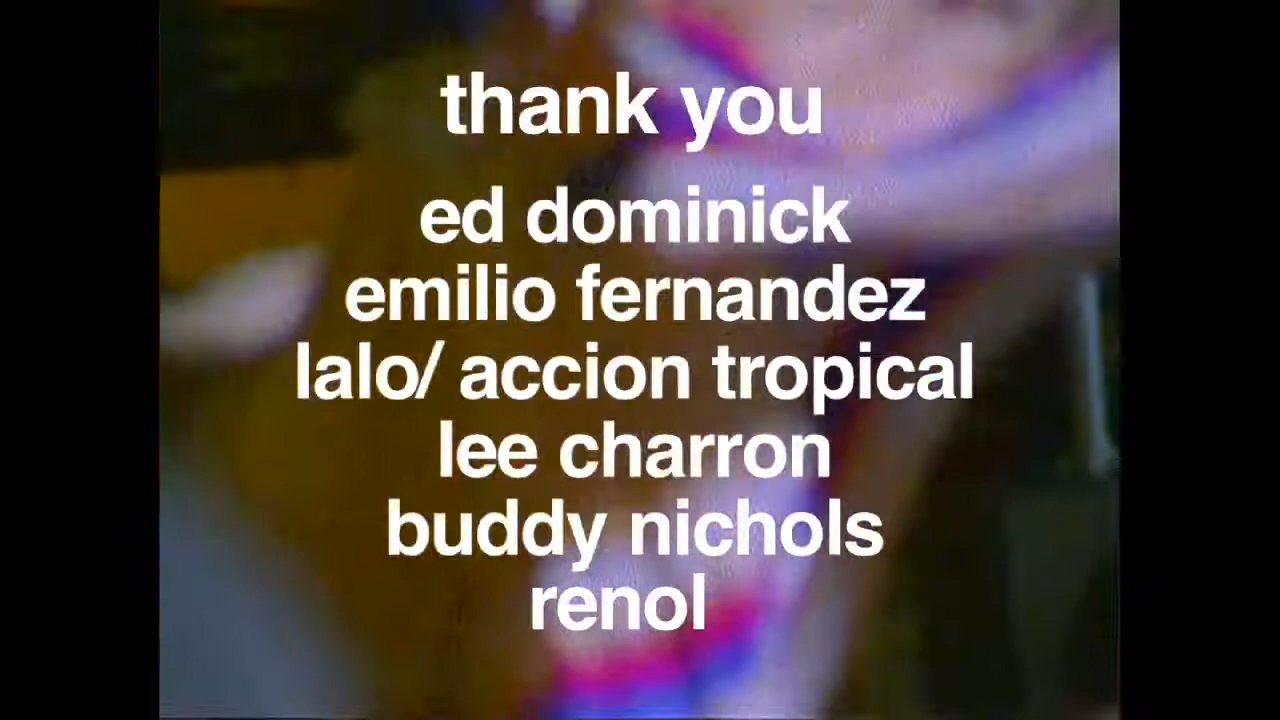 thank you
ed dominick
emilio fernandez
lalo/ accion tropical
lee charron
buddy nichols
renol